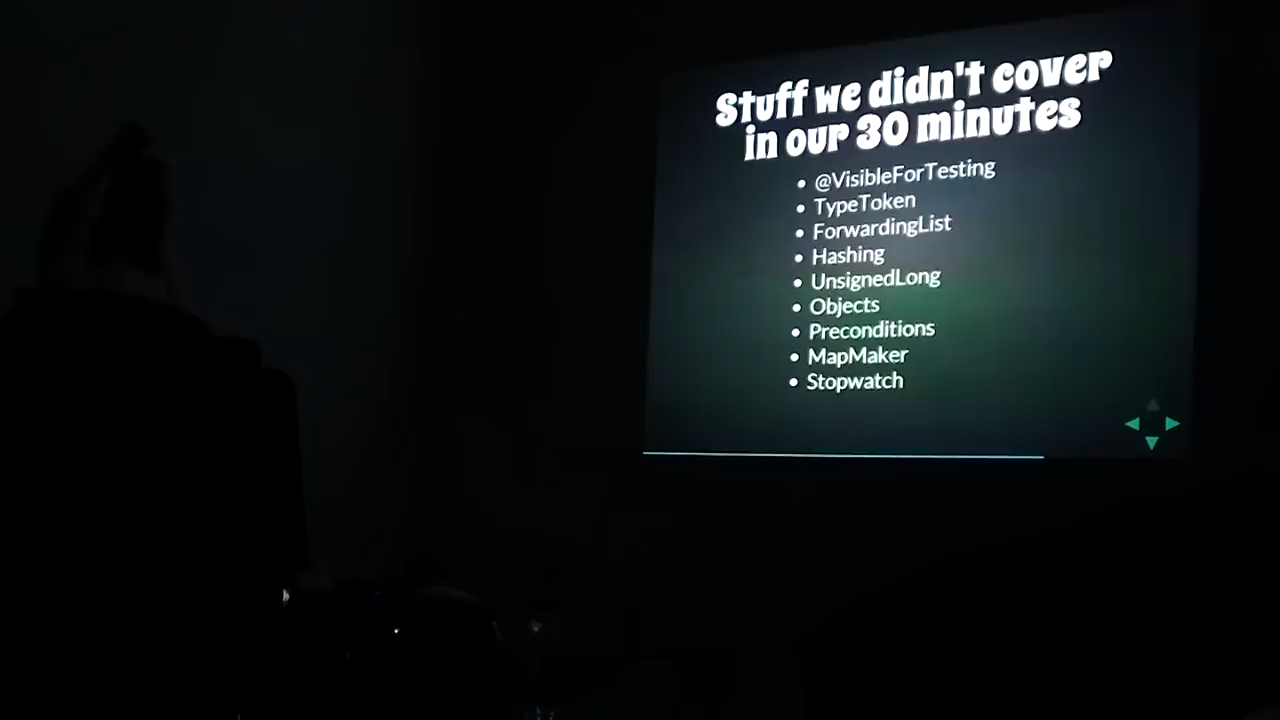 Stuff we didn't cover
in our 30 minutes
• @VisibleForTesting
• TypeToken
• ForwardingList
• Hashing
• UnsignedLong
• Objects
• Preconditions
• MapMaker
• Stopwatch